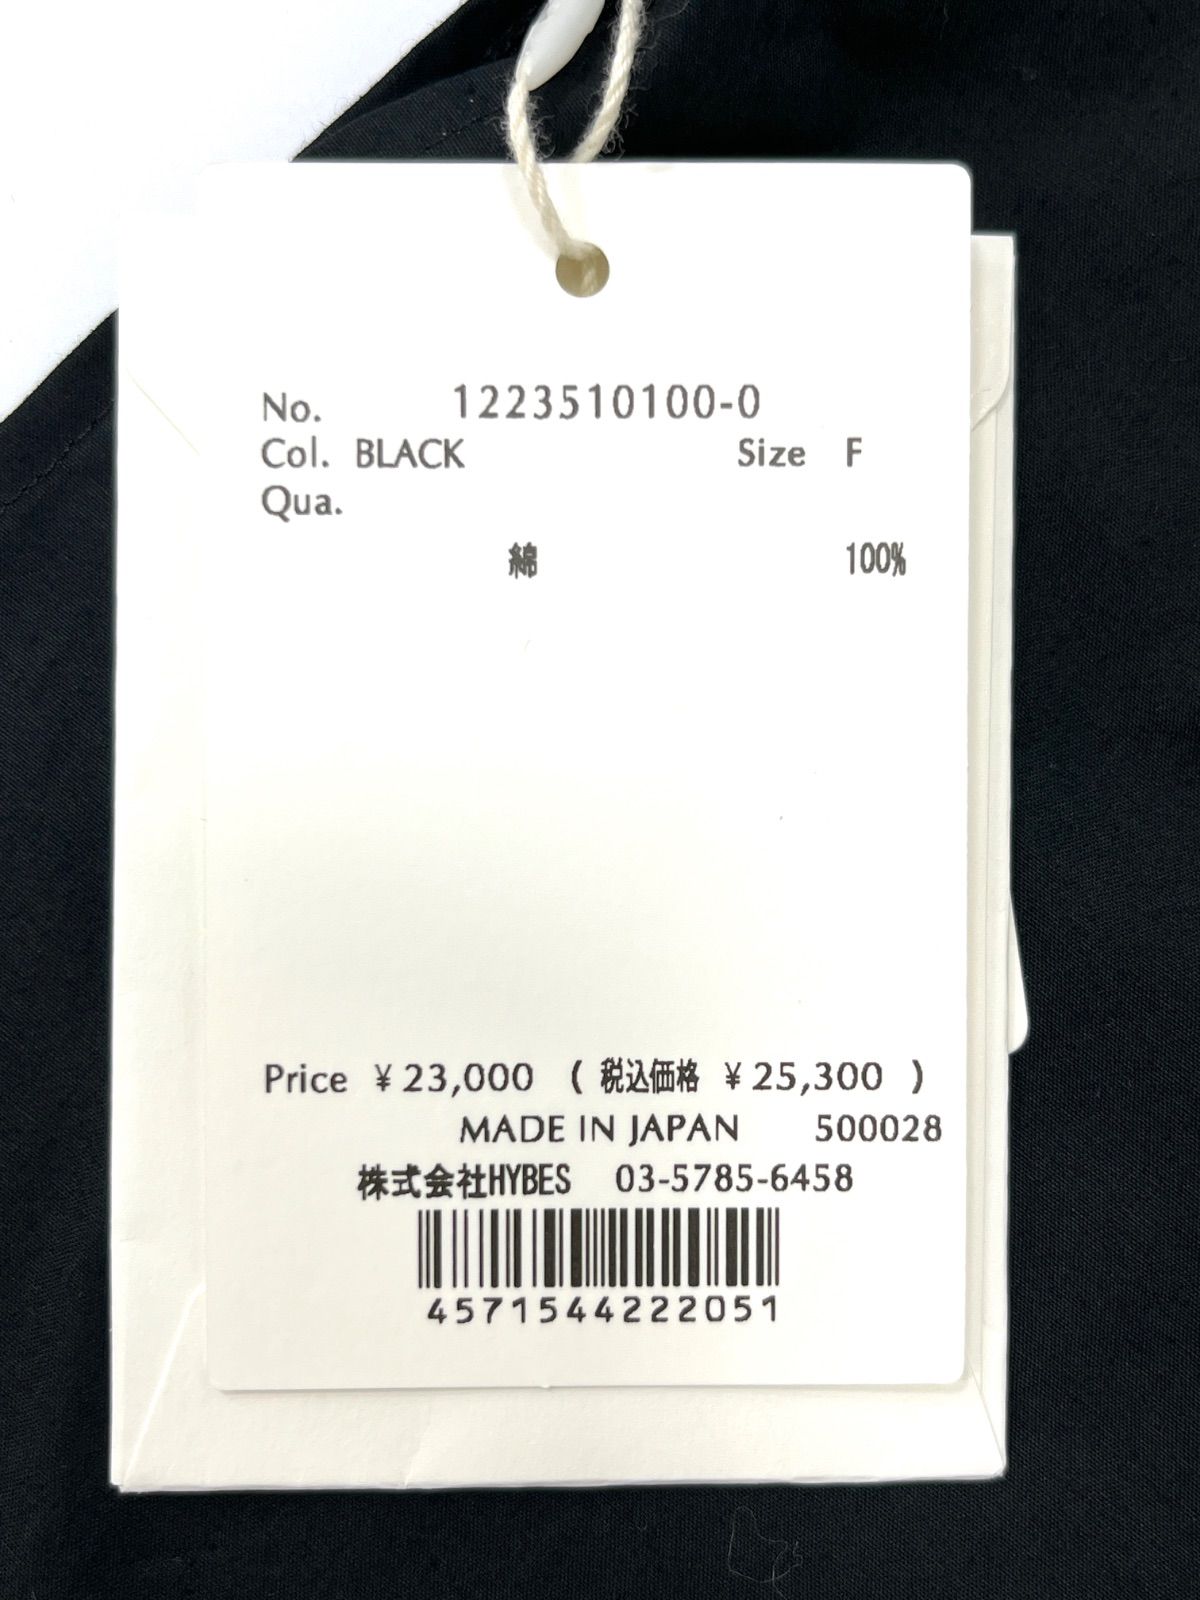 No. 1223510100-0
Col. BLACK Size F
Qua.
綿 100%
Price ¥23,000 ( 税込価格 ¥25,300 )
MADE IN JAPAN 500028
株式会社HYBES 03-5785-6458
4571544222051